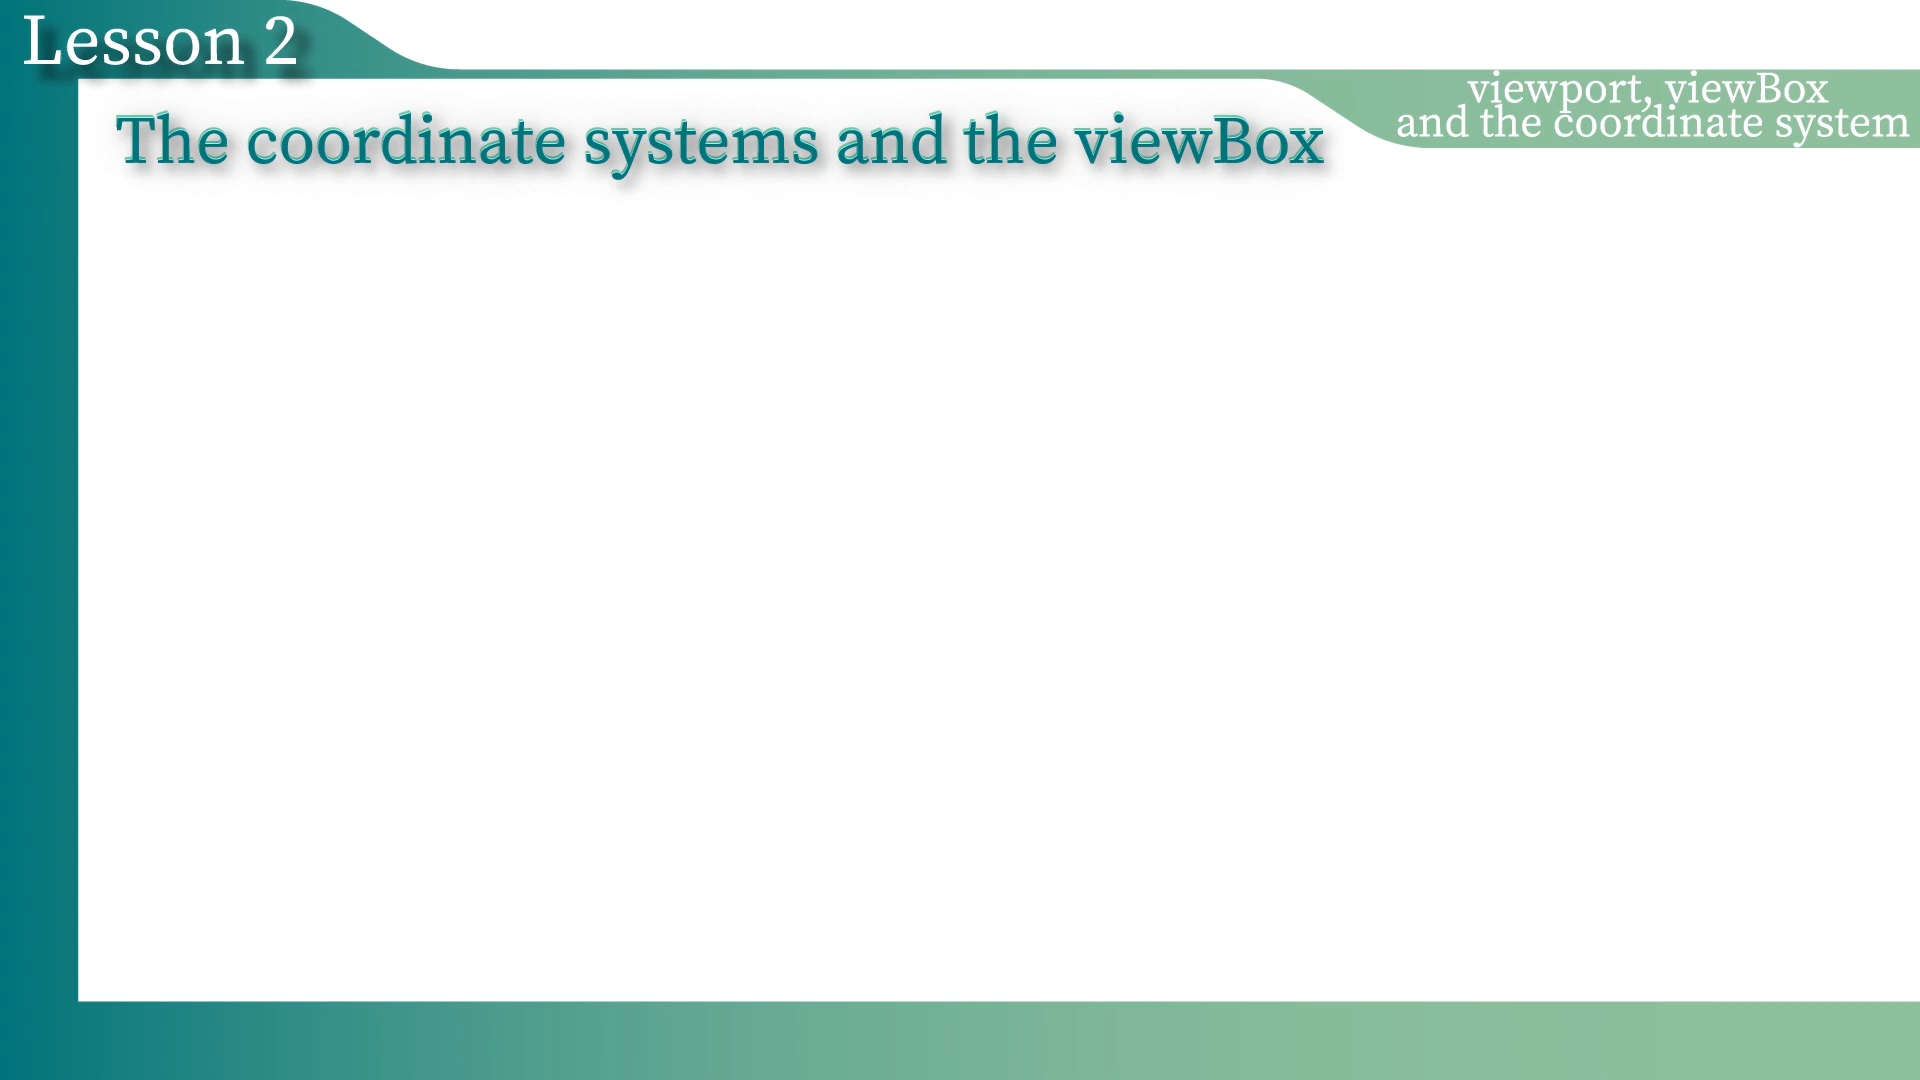 Lesson 2
viewport, viewBox
and the coordinate system
The coordinate systems and the viewBox